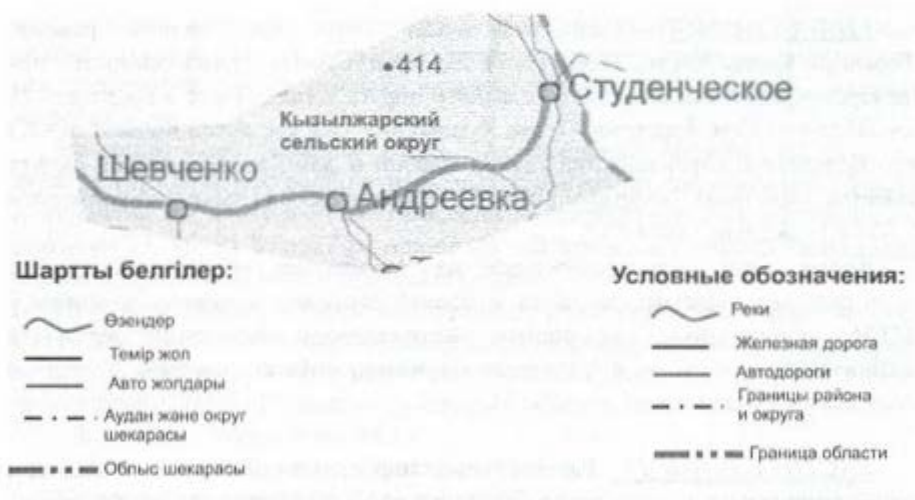 •414
Студенческое
Кызылжарский
сельский округ
Шевченко
Андреевка
Шартты белгілер:
Өзендер
Темір жол
Авто жолдары
Аудан және округ
шекарасы
Облыс шекарасы
Условные обозначения:
Реки
Железная дорога
Автодороги
Границы района
и округа
Граница области